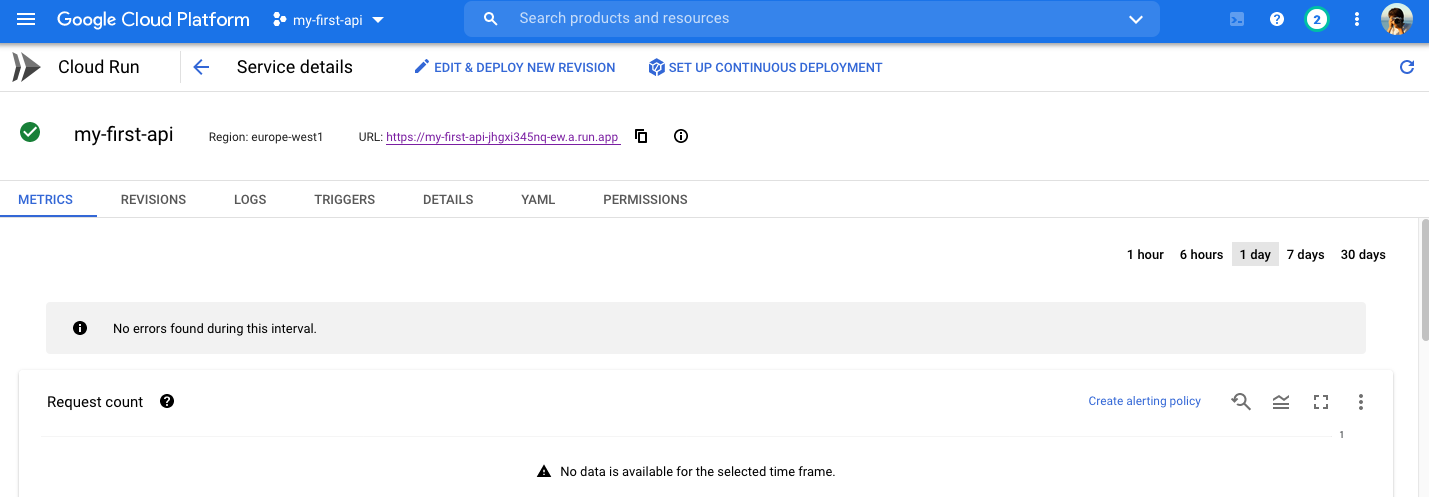 Google Cloud Platform my-first-api Search products and resources 2
Cloud Run Service details EDIT & DEPLOY NEW REVISION SET UP CONTINUOUS DEPLOYMENT
my-first-api Region: europe-west1 URL: https://my-first-api-jhgxi345nq-ew.a.run.app
METRICS REVISIONS LOGS TRIGGERS DETAILS YAML PERMISSIONS
1 hour 6 hours 1 day 7 days 30 days
No errors found during this interval.
Request count Create alerting policy
1
No data is available for the selected time frame.